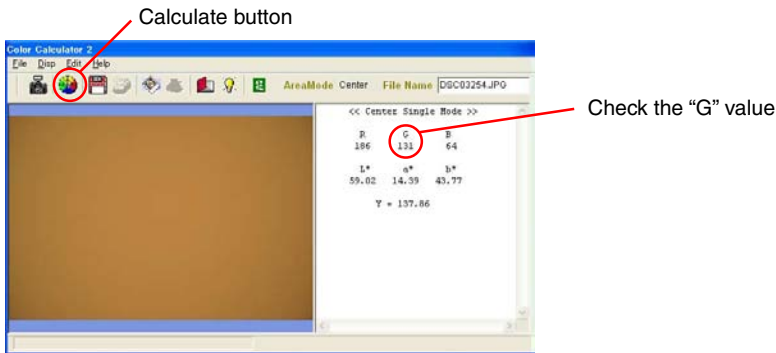 Calculate button
Color Calculator 2
File Disp Edit Help
AreaMode Center File Name DSC03254.JPG
<< Center Single Mode >>
R G B
186 131 64
L* a* b*
59.02 14.39 43.77
Y = 137.86
Check the “G” value